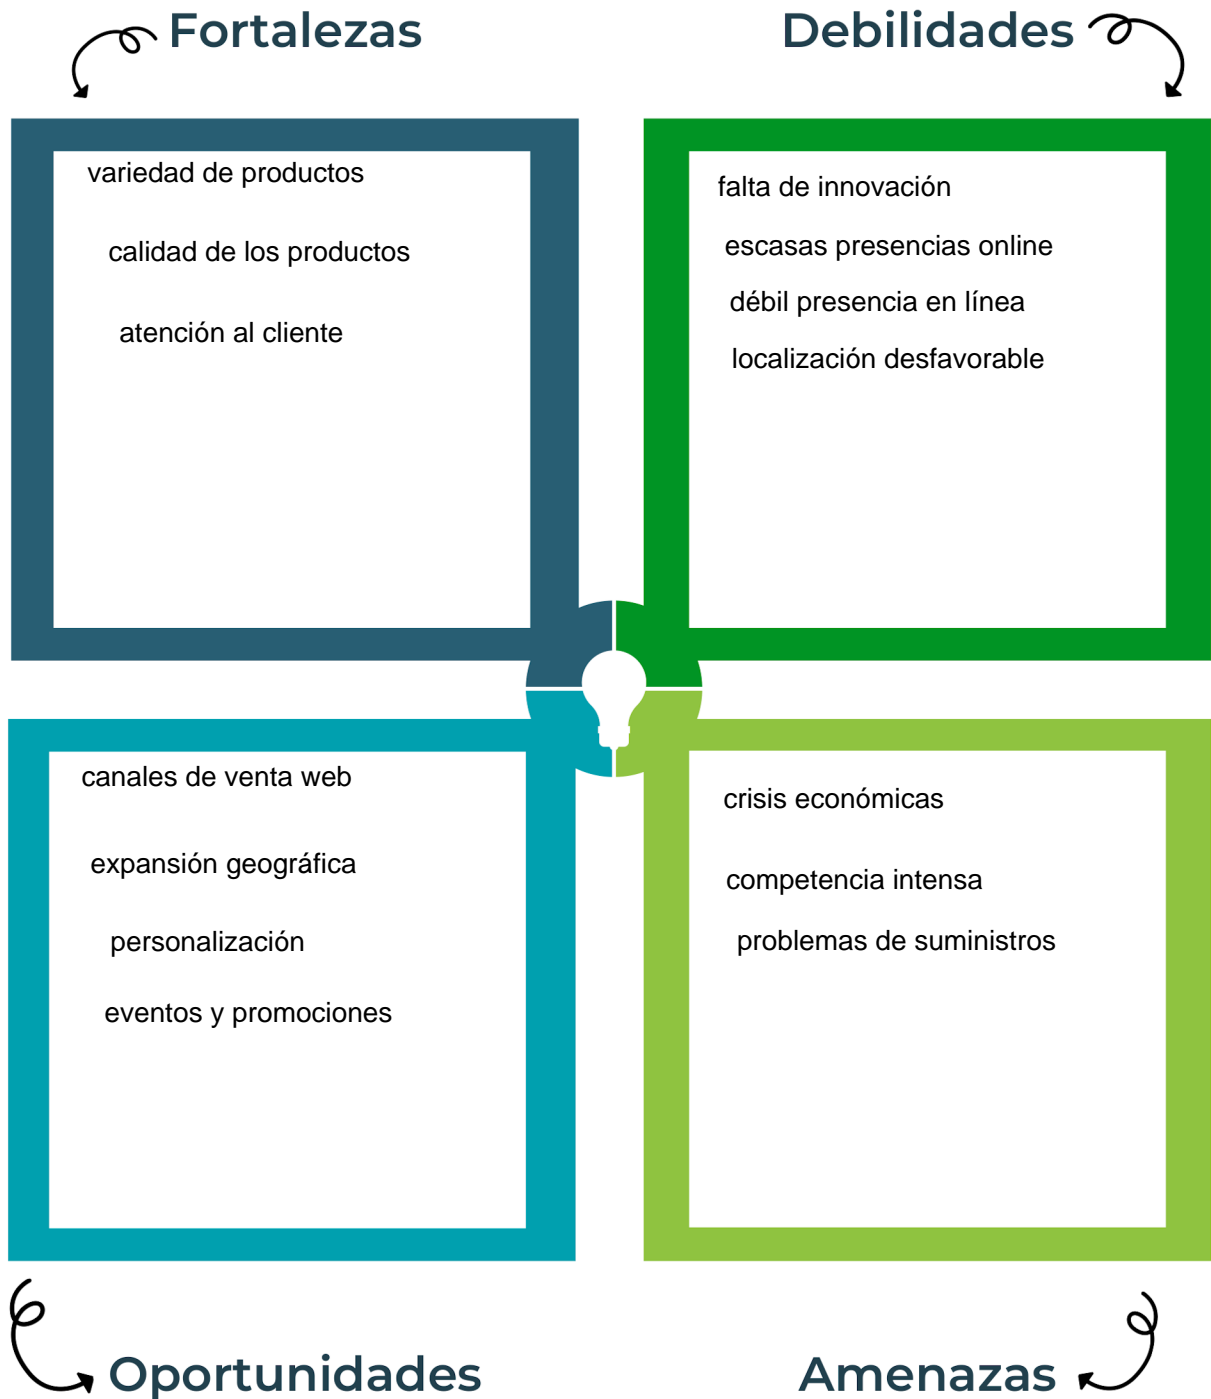 Fortalezas
variedad de productos
calidad de los productos
atención al cliente
Debilidades
falta de innovación
escasas presencias online
débil presencia en línea
localización desfavorable
canales de venta web
expansión geográfica
personalización
eventos y promociones
Oportunidades
crisis económicas
competencia intensa
problemas de suministros
Amenazas